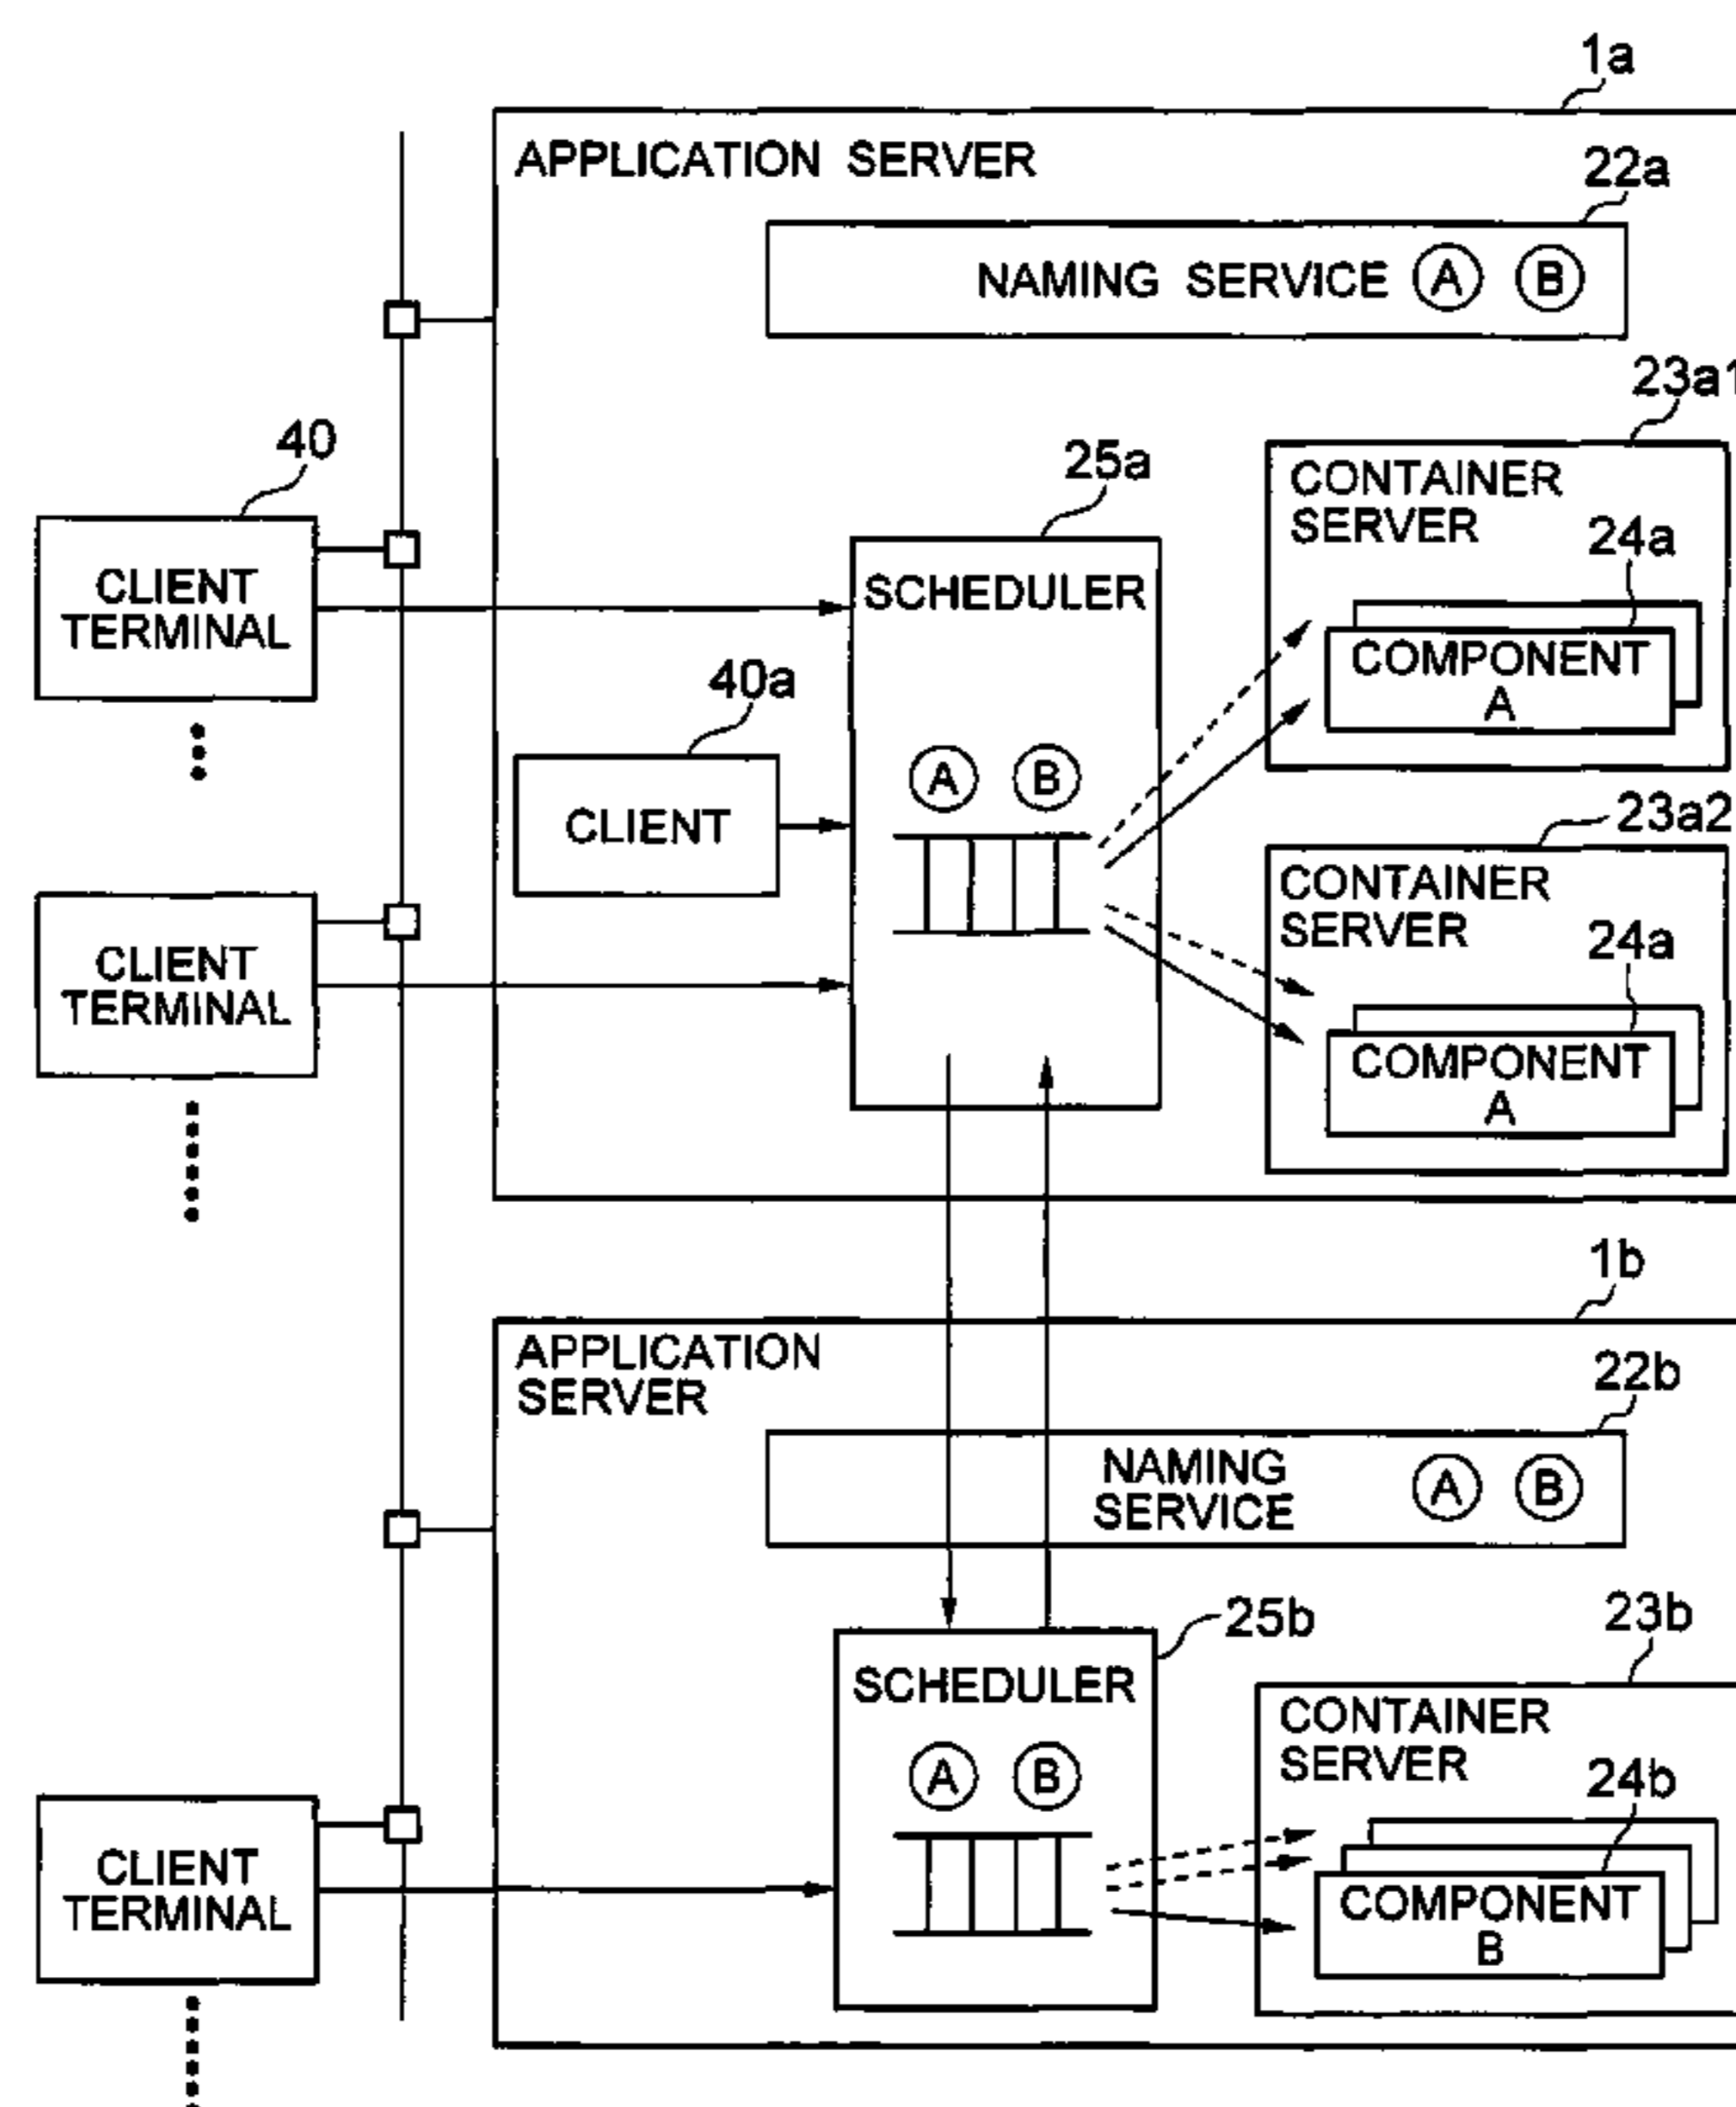 1a
APPLICATION SERVER
22a
NAMING SERVICE A B
23a1
40
25a
CONTAINER
SERVER
24a
CLIENT
TERMINAL
SCHEDULER
COMPONENT
A
40a
A B
CLIENT
23a2
CONTAINER
SERVER
24a
CLIENT
TERMINAL
COMPONENT
A
1b
APPLICATION
SERVER
22b
NAMING
SERVICE
A B
25b
23b
SCHEDULER
CONTAINER
SERVER
A B
24b
CLIENT
TERMINAL
COMPONENT
B